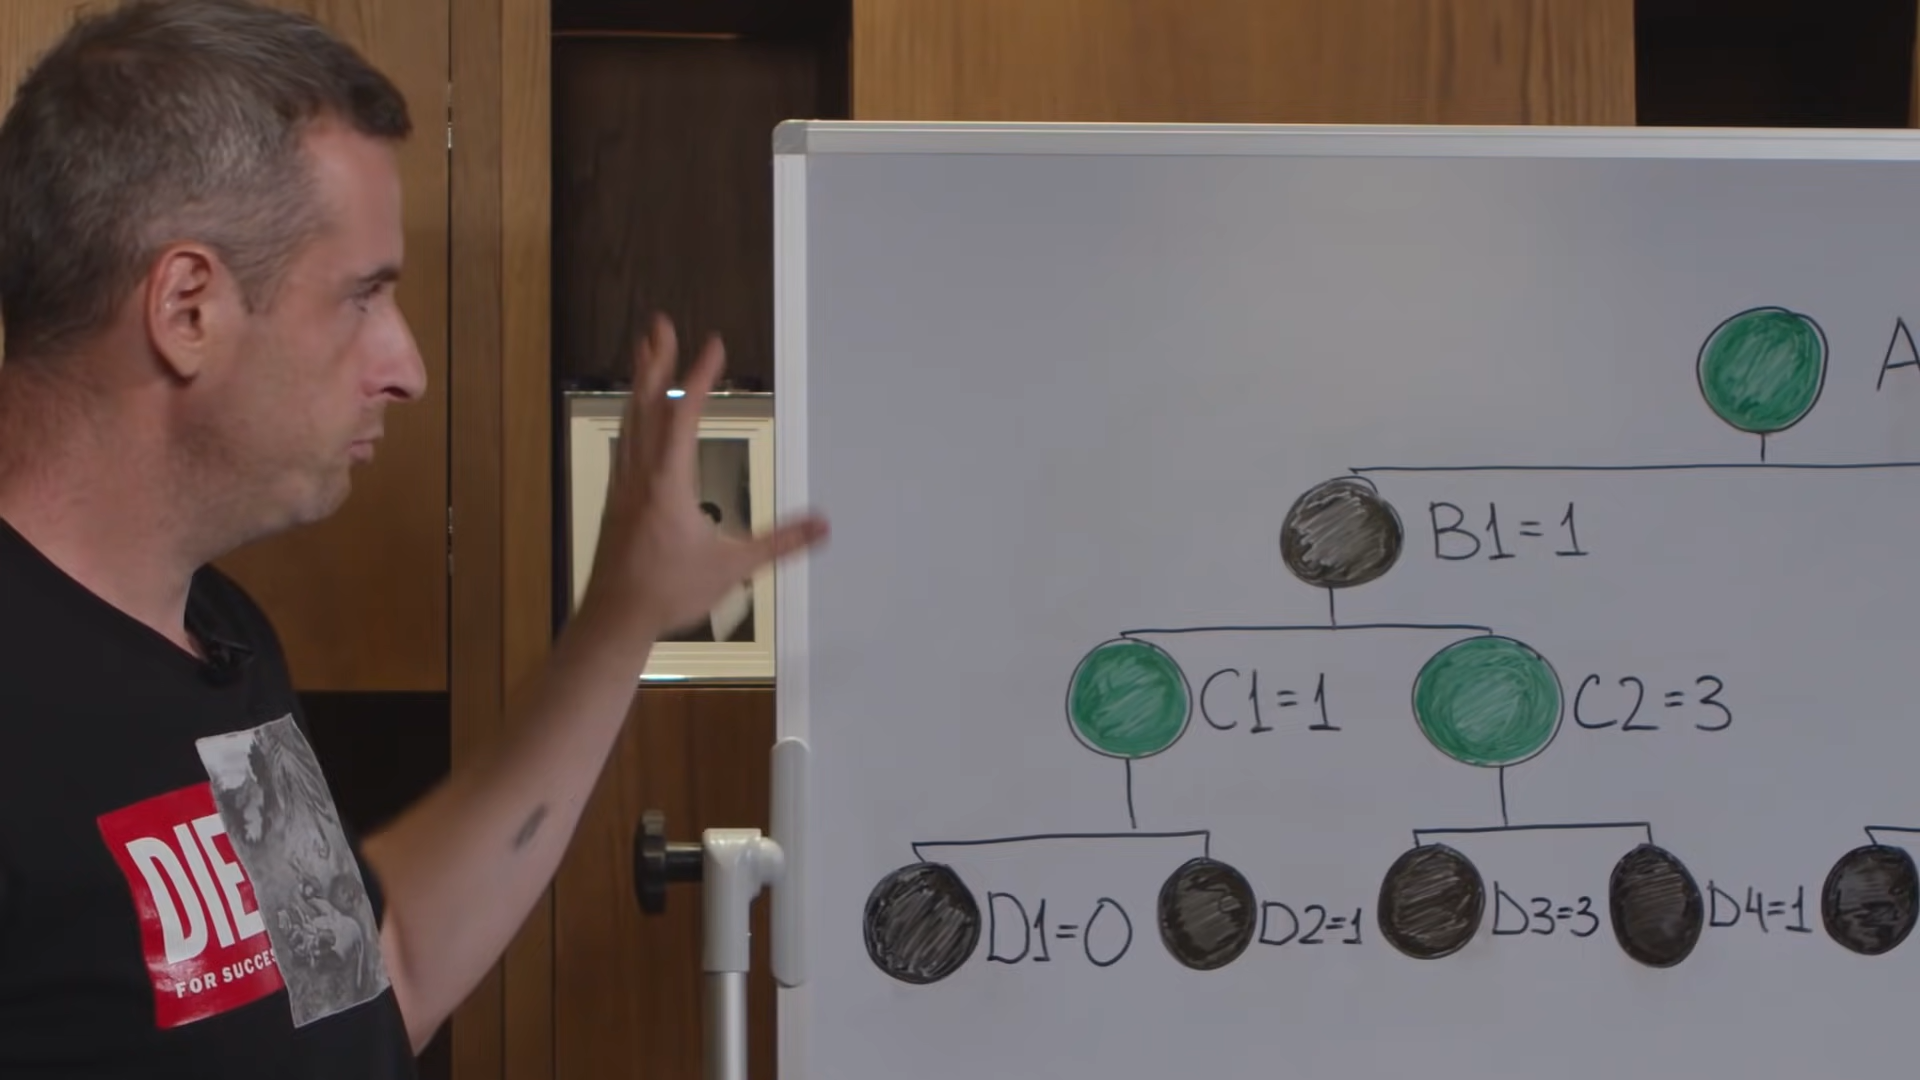 A
B1=1
C1=1 C2=3
D1=0 D2=1 D3=3 D4=1
DIE
FOR SUCCES